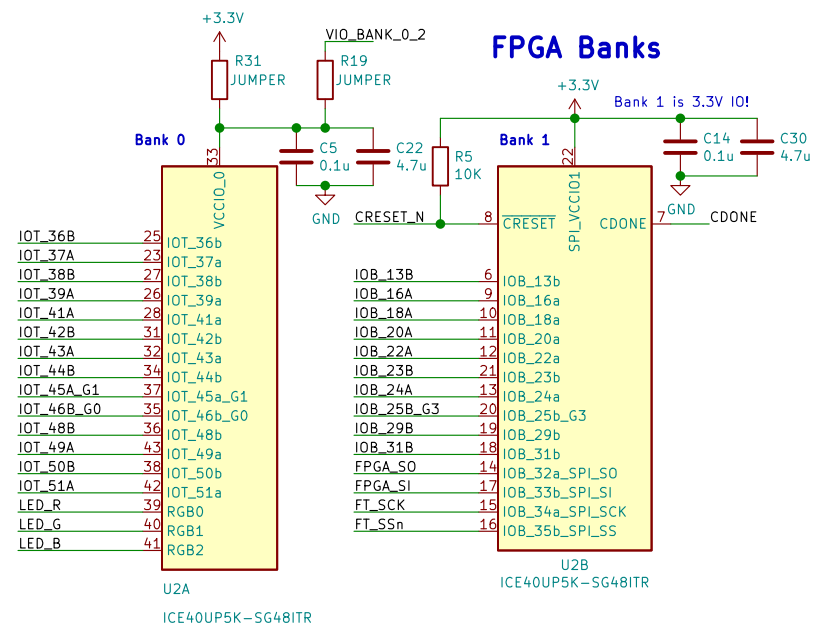 FPGA Banks
+3.3V
VIO_BANK_0_2
R31
JUMPER
R19
JUMPER
Bank 0
33
C5
0.1u
C22
4.7u
GND
VCCIO_0
IOT_36B 25 IOT_36b
IOT_37A 23 IOT_37a
IOT_38B 27 IOT_38b
IOT_39A 26 IOT_39a
IOT_41A 28 IOT_41a
IOT_42B 31 IOT_42b
IOT_43A 32 IOT_43a
IOT_44B 34 IOT_44b
IOT_45A_G1 37 IOT_45a_G1
IOT_46B_G0 35 IOT_46b_G0
IOT_48B 36 IOT_48b
IOT_49A 43 IOT_49a
IOT_50B 38 IOT_50b
IOT_51A 42 IOT_51a
LED_R 39 RGB0
LED_G 40 RGB1
LED_B 41 RGB2
U2A
ICE40UP5K-SG48ITR
+3.3V
Bank 1 is 3.3V IO!
Bank 1
22
R5
10K
C14
0.1u
C30
4.7u
GND
SPI_VCCIO1
CRESET_N 8 CRESET
CDONE 7 CDONE
IOB_13B 6 IOB_13b
IOB_16A 9 IOB_16a
IOB_18A 10 IOB_18a
IOB_20A 11 IOB_20a
IOB_22A 12 IOB_22a
IOB_23B 21 IOB_23b
IOB_24A 13 IOB_24a
IOB_25B_G3 20 IOB_25b_G3
IOB_29B 19 IOB_29b
IOB_31B 18 IOB_31b
FPGA_SO 14 IOB_32a_SPI_SO
FPGA_SI 17 IOB_33b_SPI_SI
FT_SCK 15 IOB_34a_SPI_SCK
FT_SSn 16 IOB_35b_SPI_SS
U2B
ICE40UP5K-SG48ITR